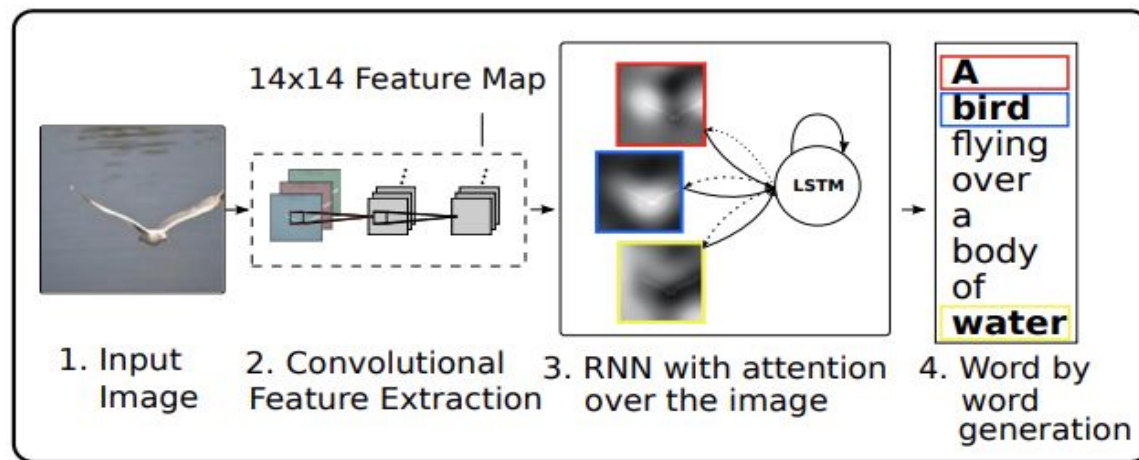 14x14 Feature Map
LSTM
A
bird
flying
over
a
body
of
water
1. Input
Image
2. Convolutional
Feature Extraction
3. RNN with attention
over the image
4. Word by
word
generation